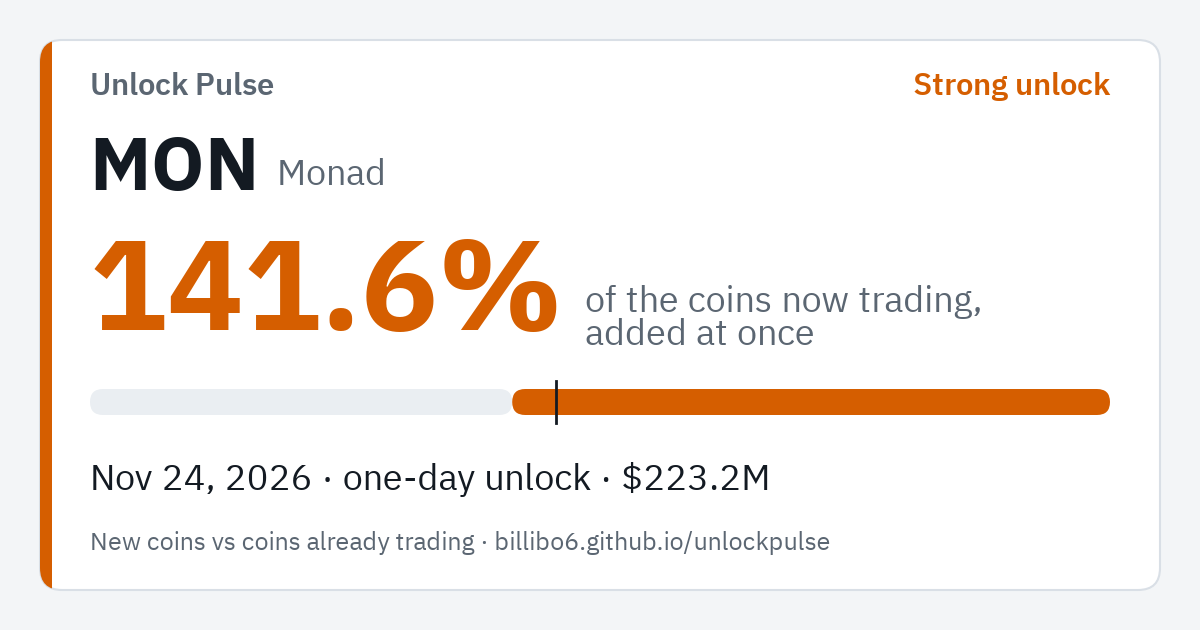 Unlock Pulse
Strong unlock
MON Monad
141.6% of the coins now trading,
added at once
Nov 24, 2026 · one-day unlock · $223.2M
New coins vs coins already trading · billibo6.github.io/unlockpulse